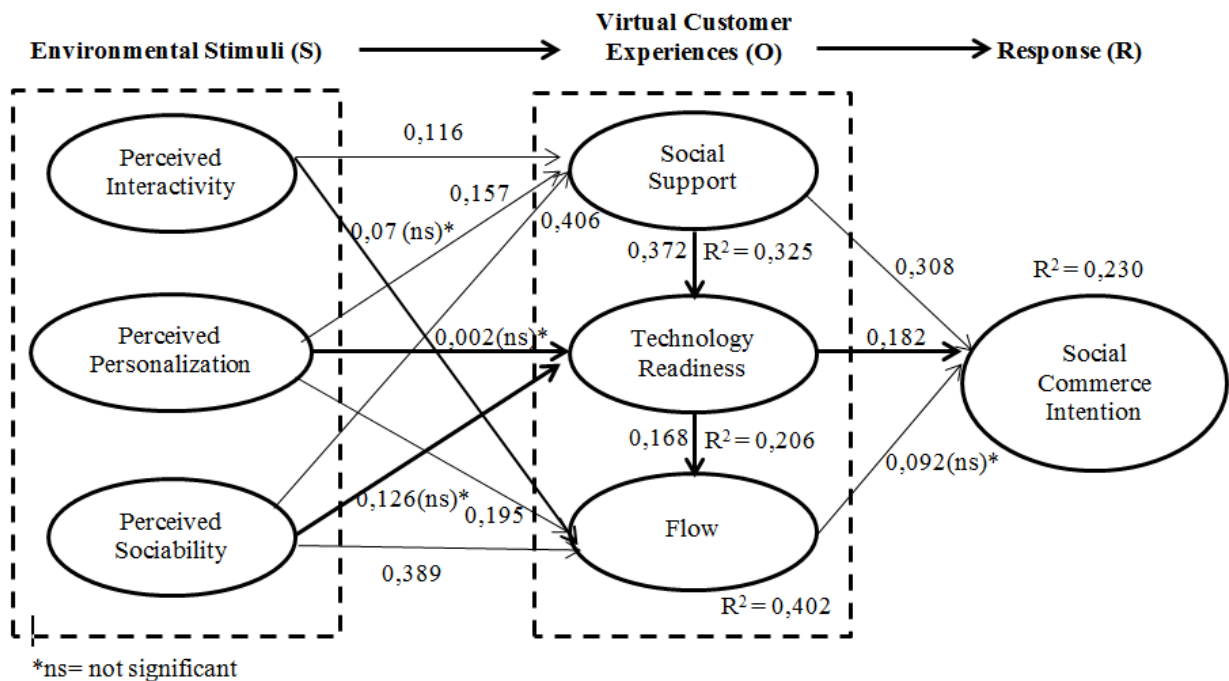 Environmental Stimuli (S)
Virtual Customer
Experiences (O)
Response (R)
Perceived
Interactivity
Perceived
Personalization
Perceived
Sociability
0,116
0,157
0,07 (ns)*
0,406
0,002(ns)*
0,126(ns)*
0,195
0,389
Social
Support
0,372
R² = 0,325
Technology
Readiness
0,168
R² = 0,206
Flow
R² = 0,402
0,308
0,182
0,092(ns)*
R² = 0,230
Social
Commerce
Intention
*ns= not significant